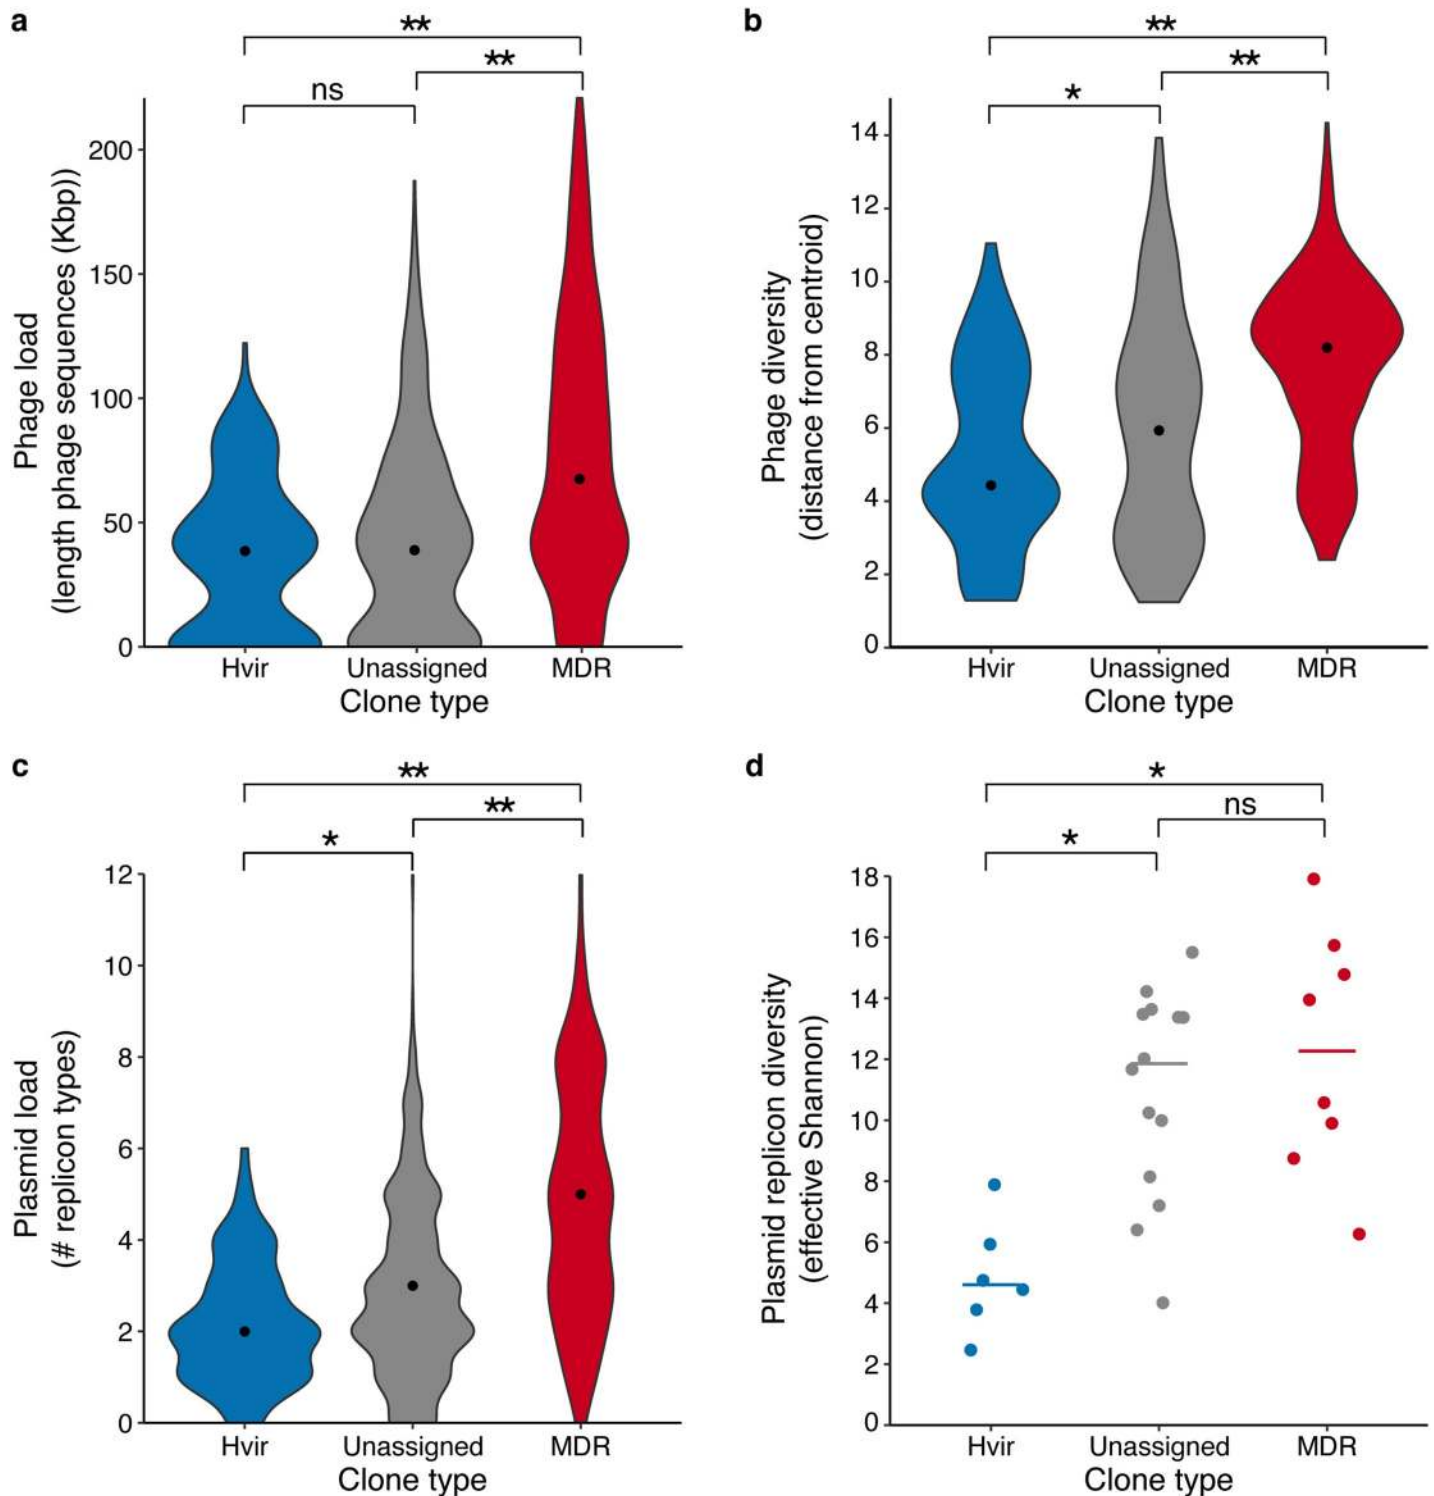 a
**
**
ns
Phage load
(length phage sequences (Kbp))
200
150
100
50
0
Hvir Unassigned MDR
Clone type
b
**
**
*
Phage diversity
(distance from centroid)
14
12
10
8
6
4
2
0
Hvir Unassigned MDR
Clone type
c
**
**
*
Plasmid load
(# replicon types)
12
10
8
6
4
2
0
Hvir Unassigned MDR
Clone type
d
*
ns
*
Plasmid replicon diversity
(effective Shannon)
18
16
14
12
10
8
6
4
2
0
Hvir Unassigned MDR
Clone type